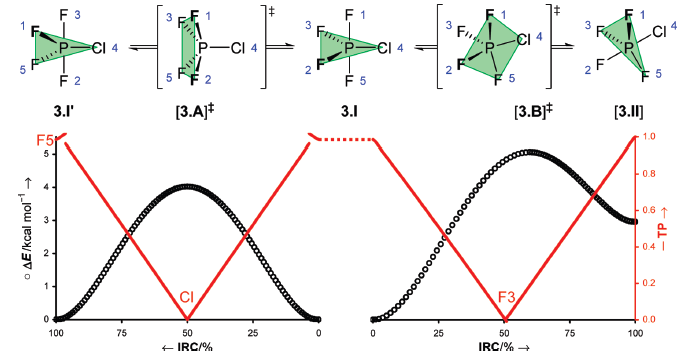 F 3 F 1 ‡ F 3 F 1 ‡ F 1
1 F 3 F 3 F 3 F 3 F Cl 4
P Cl 4 P Cl 4 P Cl 4 P Cl 4 P
5 F F 2 5 F F 2 5 F F 2 2 F F 5 2 F F 5
3.I' [3.A]‡ 3.I [3.B]‡ [3.II]
F5
5 4 3 2 1 0
○ ΔE /kcal mol⁻¹ →
Cl
F3
1.0 0.8 0.6 0.4 0.2 0.0
— TP →
100 75 50 25 0
0 25 50 75 100
← IRC/%
IRC/% →